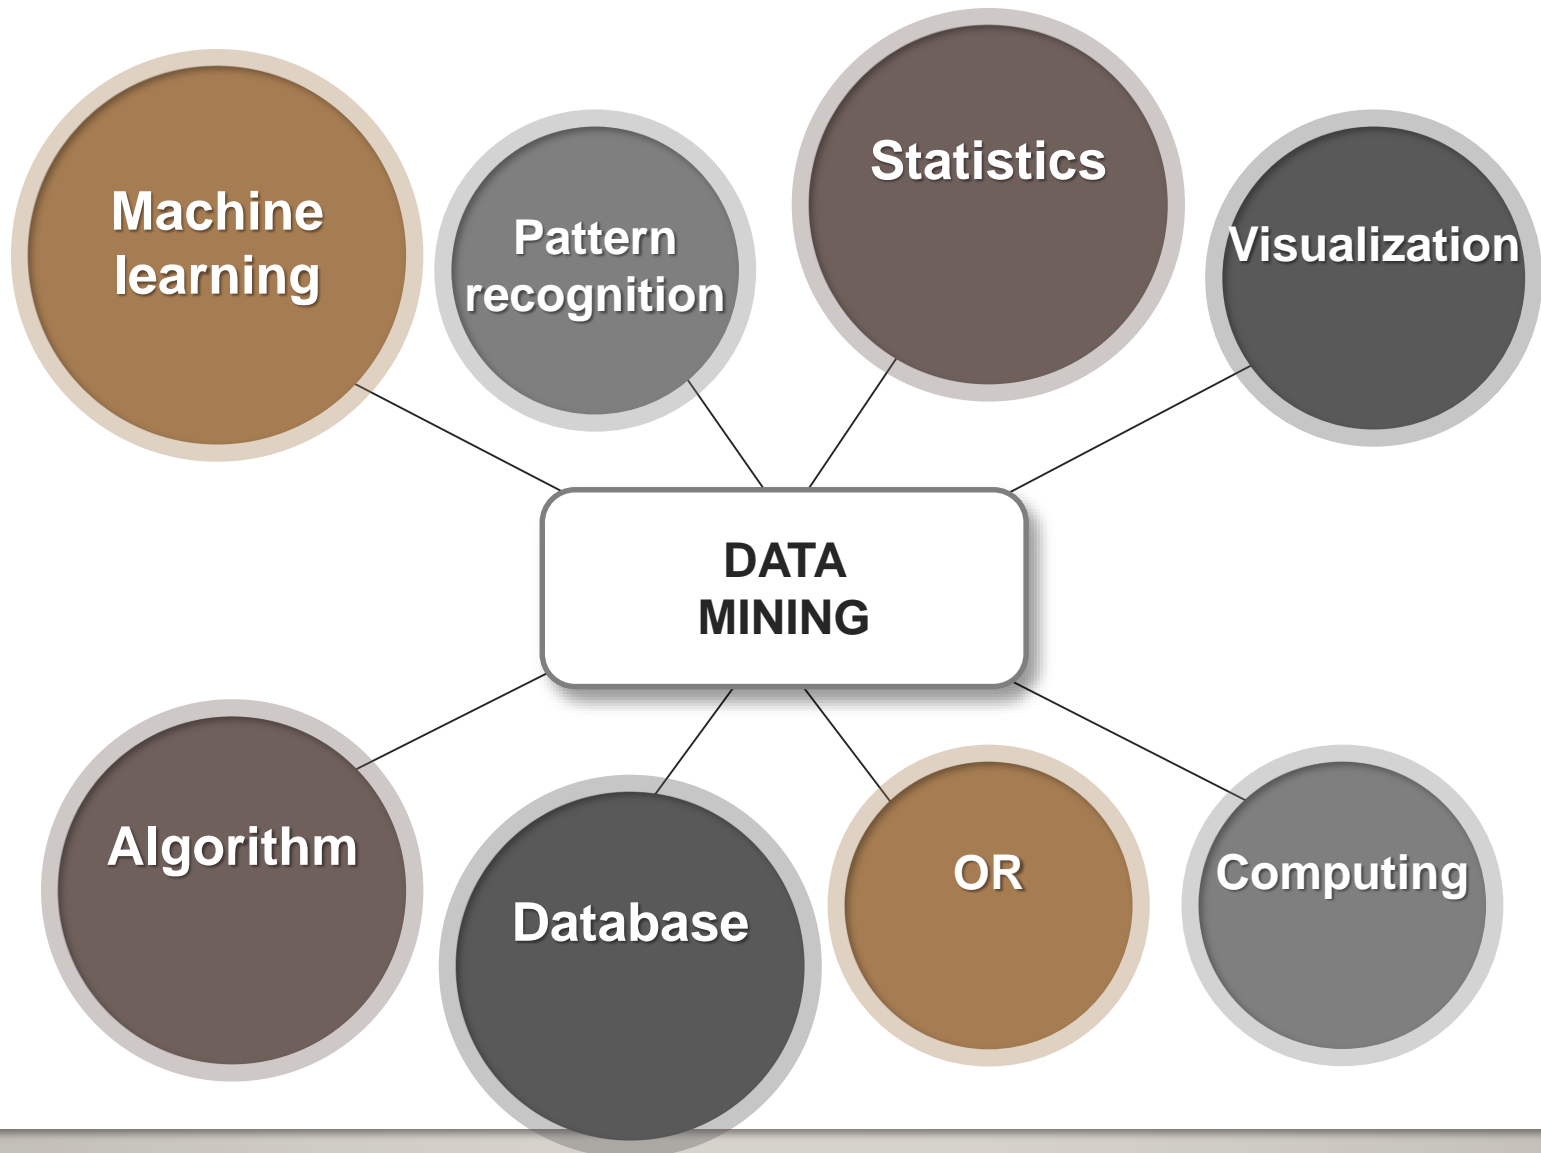 Machine
learning
Pattern
recognition
Statistics
Visualization
DATA
MINING
Algorithm
Database
OR
Computing